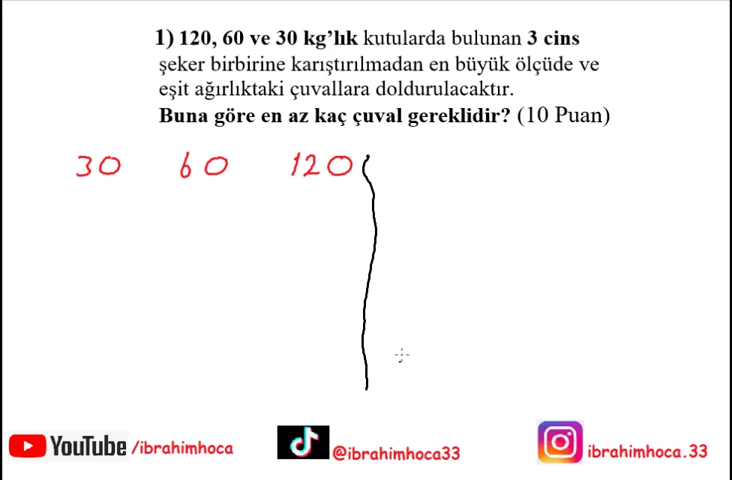 1) 120, 60 ve 30 kg’lık kutularda bulunan 3 cins
şeker birbirine karıştırılmadan en büyük ölçüde ve
eşit ağırlıktaki çuvallara doldurulacaktır.
Buna göre en az kaç çuval gereklidir? (10 Puan)
30 60 120
YouTube /ibrahimhoca
@ibrahimhoca33
ibrahimhoca.33